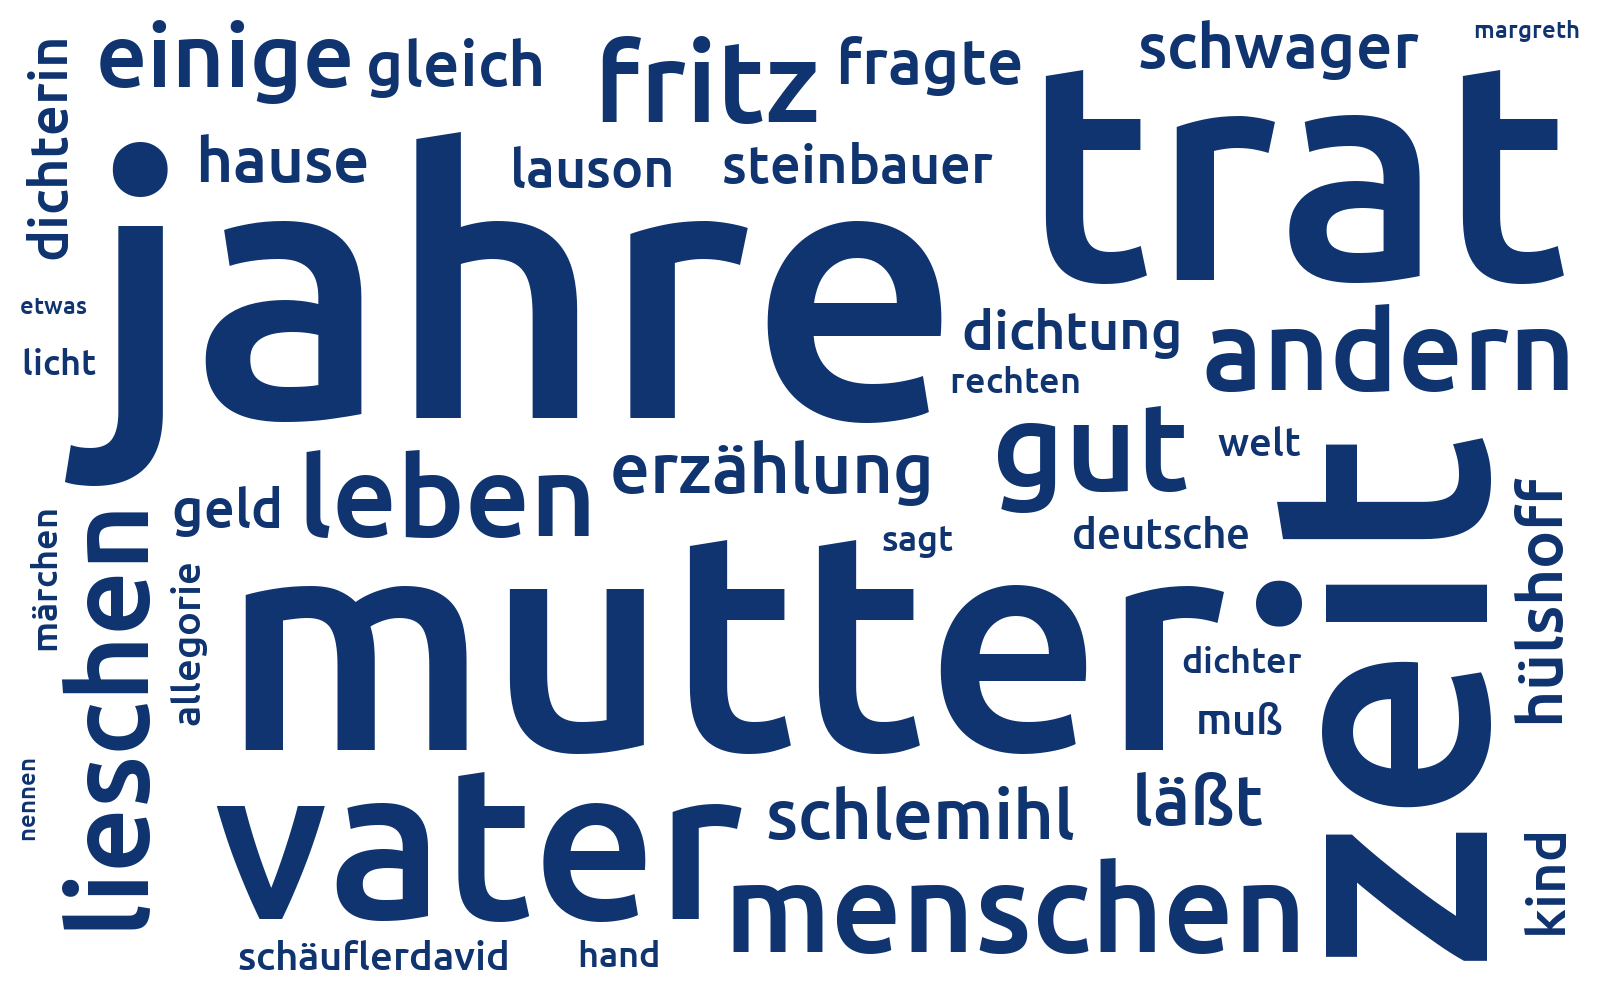 einige
gleich
fritz
fragte
schwager
margreth
dichterin
hause
lauson
steinbauer
trat
jahre
etwas
licht
dichtung
andern
rechten
gut
welt
leben
erzählung
geld
sagt
deutsche
zeit
hülshoff
märchen
lieschen
allegorie
mutter
dichter
muß
nennen
vater
schlemihl
läßt
menschen
kind
schäuflerdavid
hand